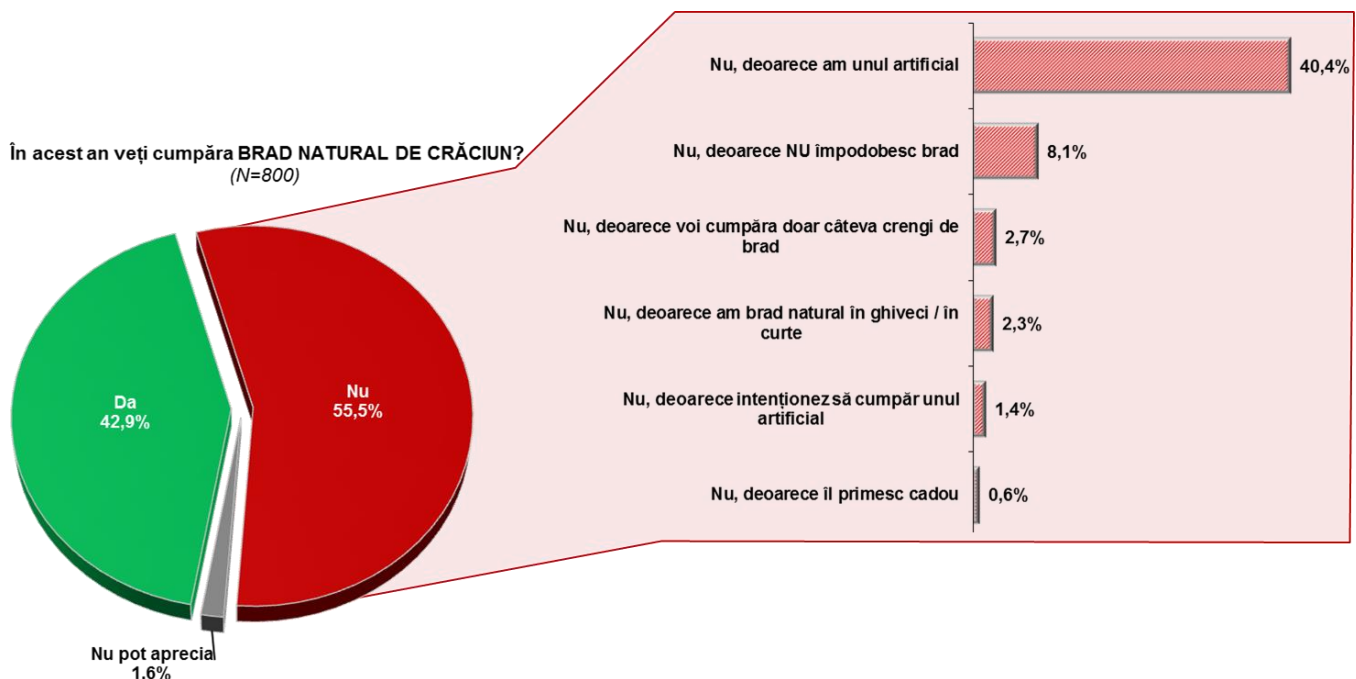 În acest an veți cumpăra BRAD NATURAL DE CRĂCIUN?
(N=800)
Da
42,9%
Nu
55,5%
Nu pot aprecia
1,6%
Nu, deoarece am unul artificial
40,4%
Nu, deoarece NU împodobesc brad
8,1%
Nu, deoarece voi cumpăra doar câteva crengi de
brad
2,7%
Nu, deoarece am brad natural în ghiveci / în
curte
2,3%
Nu, deoarece intenționez să cumpăr unul
artificial
1,4%
Nu, deoarece îl primesc cadou
0,6%